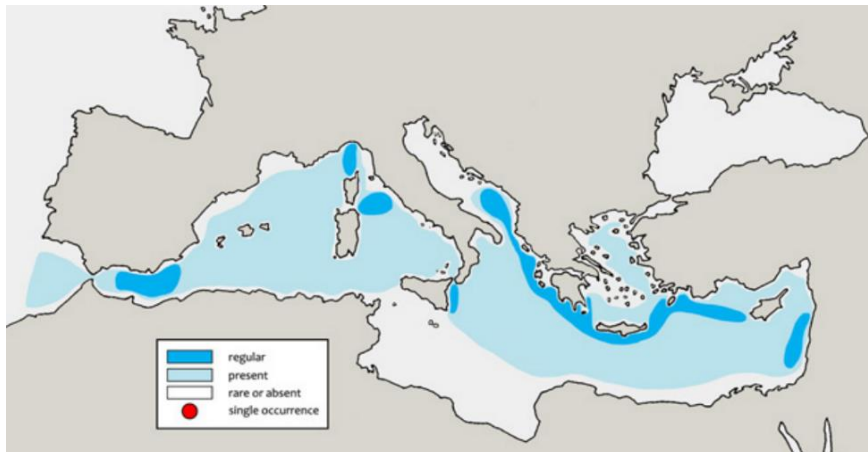 regular
present
rare or absent
single occurrence